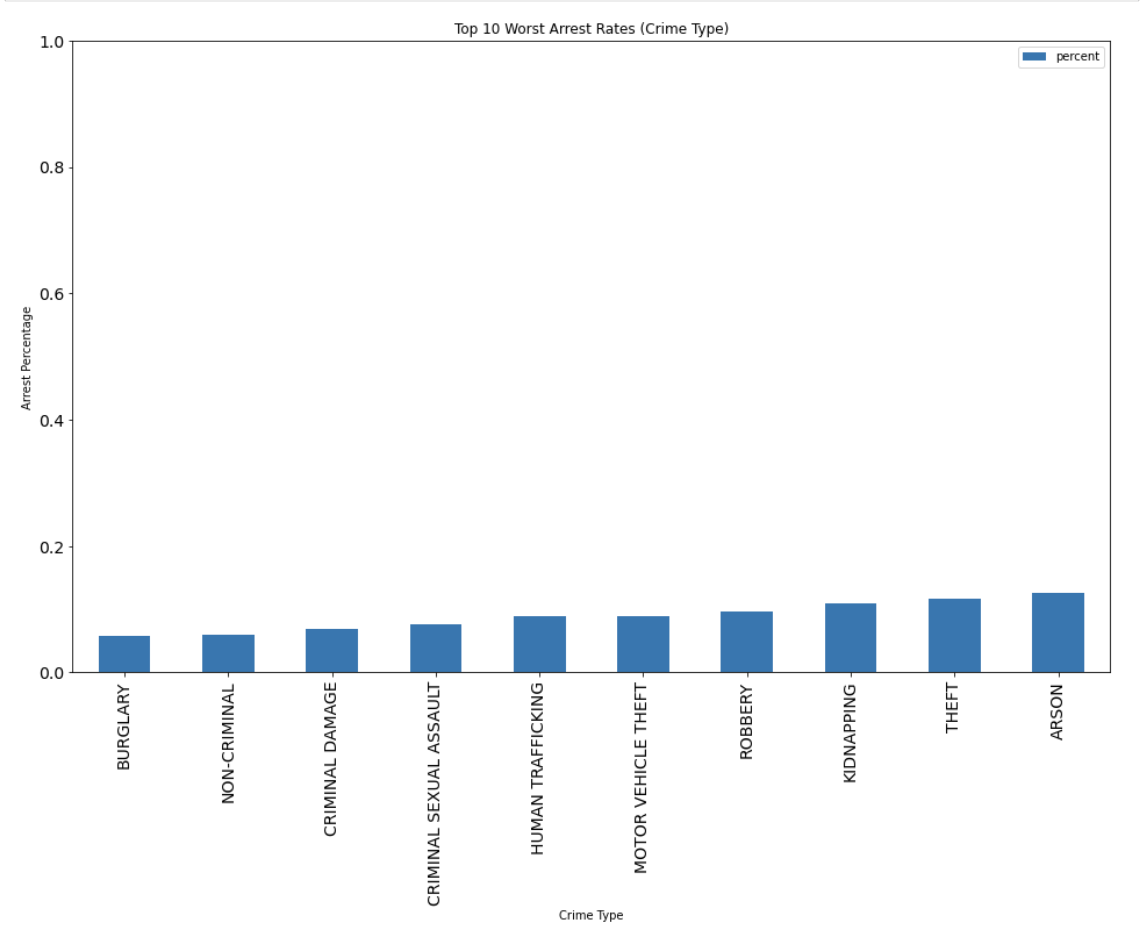 Top 10 Worst Arrest Rates (Crime Type)
percent
1.0
0.8
0.6
0.4
0.2
0.0
Arrest Percentage
BURGLARY
NON-CRIMINAL
CRIMINAL DAMAGE
CRIMINAL SEXUAL ASSAULT
HUMAN TRAFFICKING
MOTOR VEHICLE THEFT
ROBBERY
KIDNAPPING
THEFT
ARSON
Crime Type